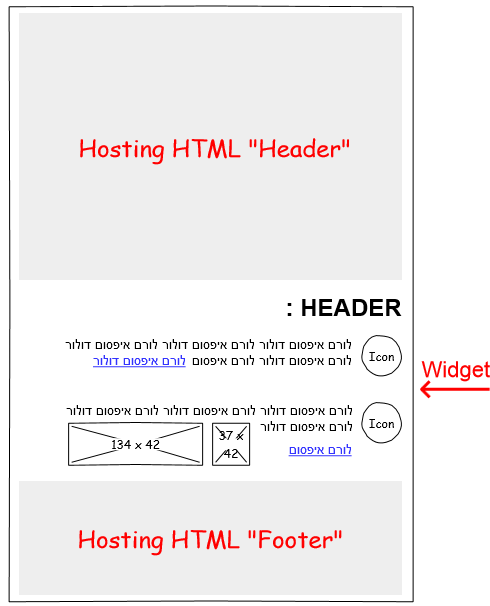 Hosting HTML "Header"
HEADER :
לורם איפסום דולור לורם איפסום דולור לורם איפסום דולור
Icon
לורם איפסום דולור לורם איפסום לורם איפסום דולור
Widget
לורם איפסום דולור לורם איפסום דולור לורם איפסום דולור
Icon
לורם איפסום דולור
37 x
42
134 x 42
לורם איפסום
Hosting HTML "Footer"